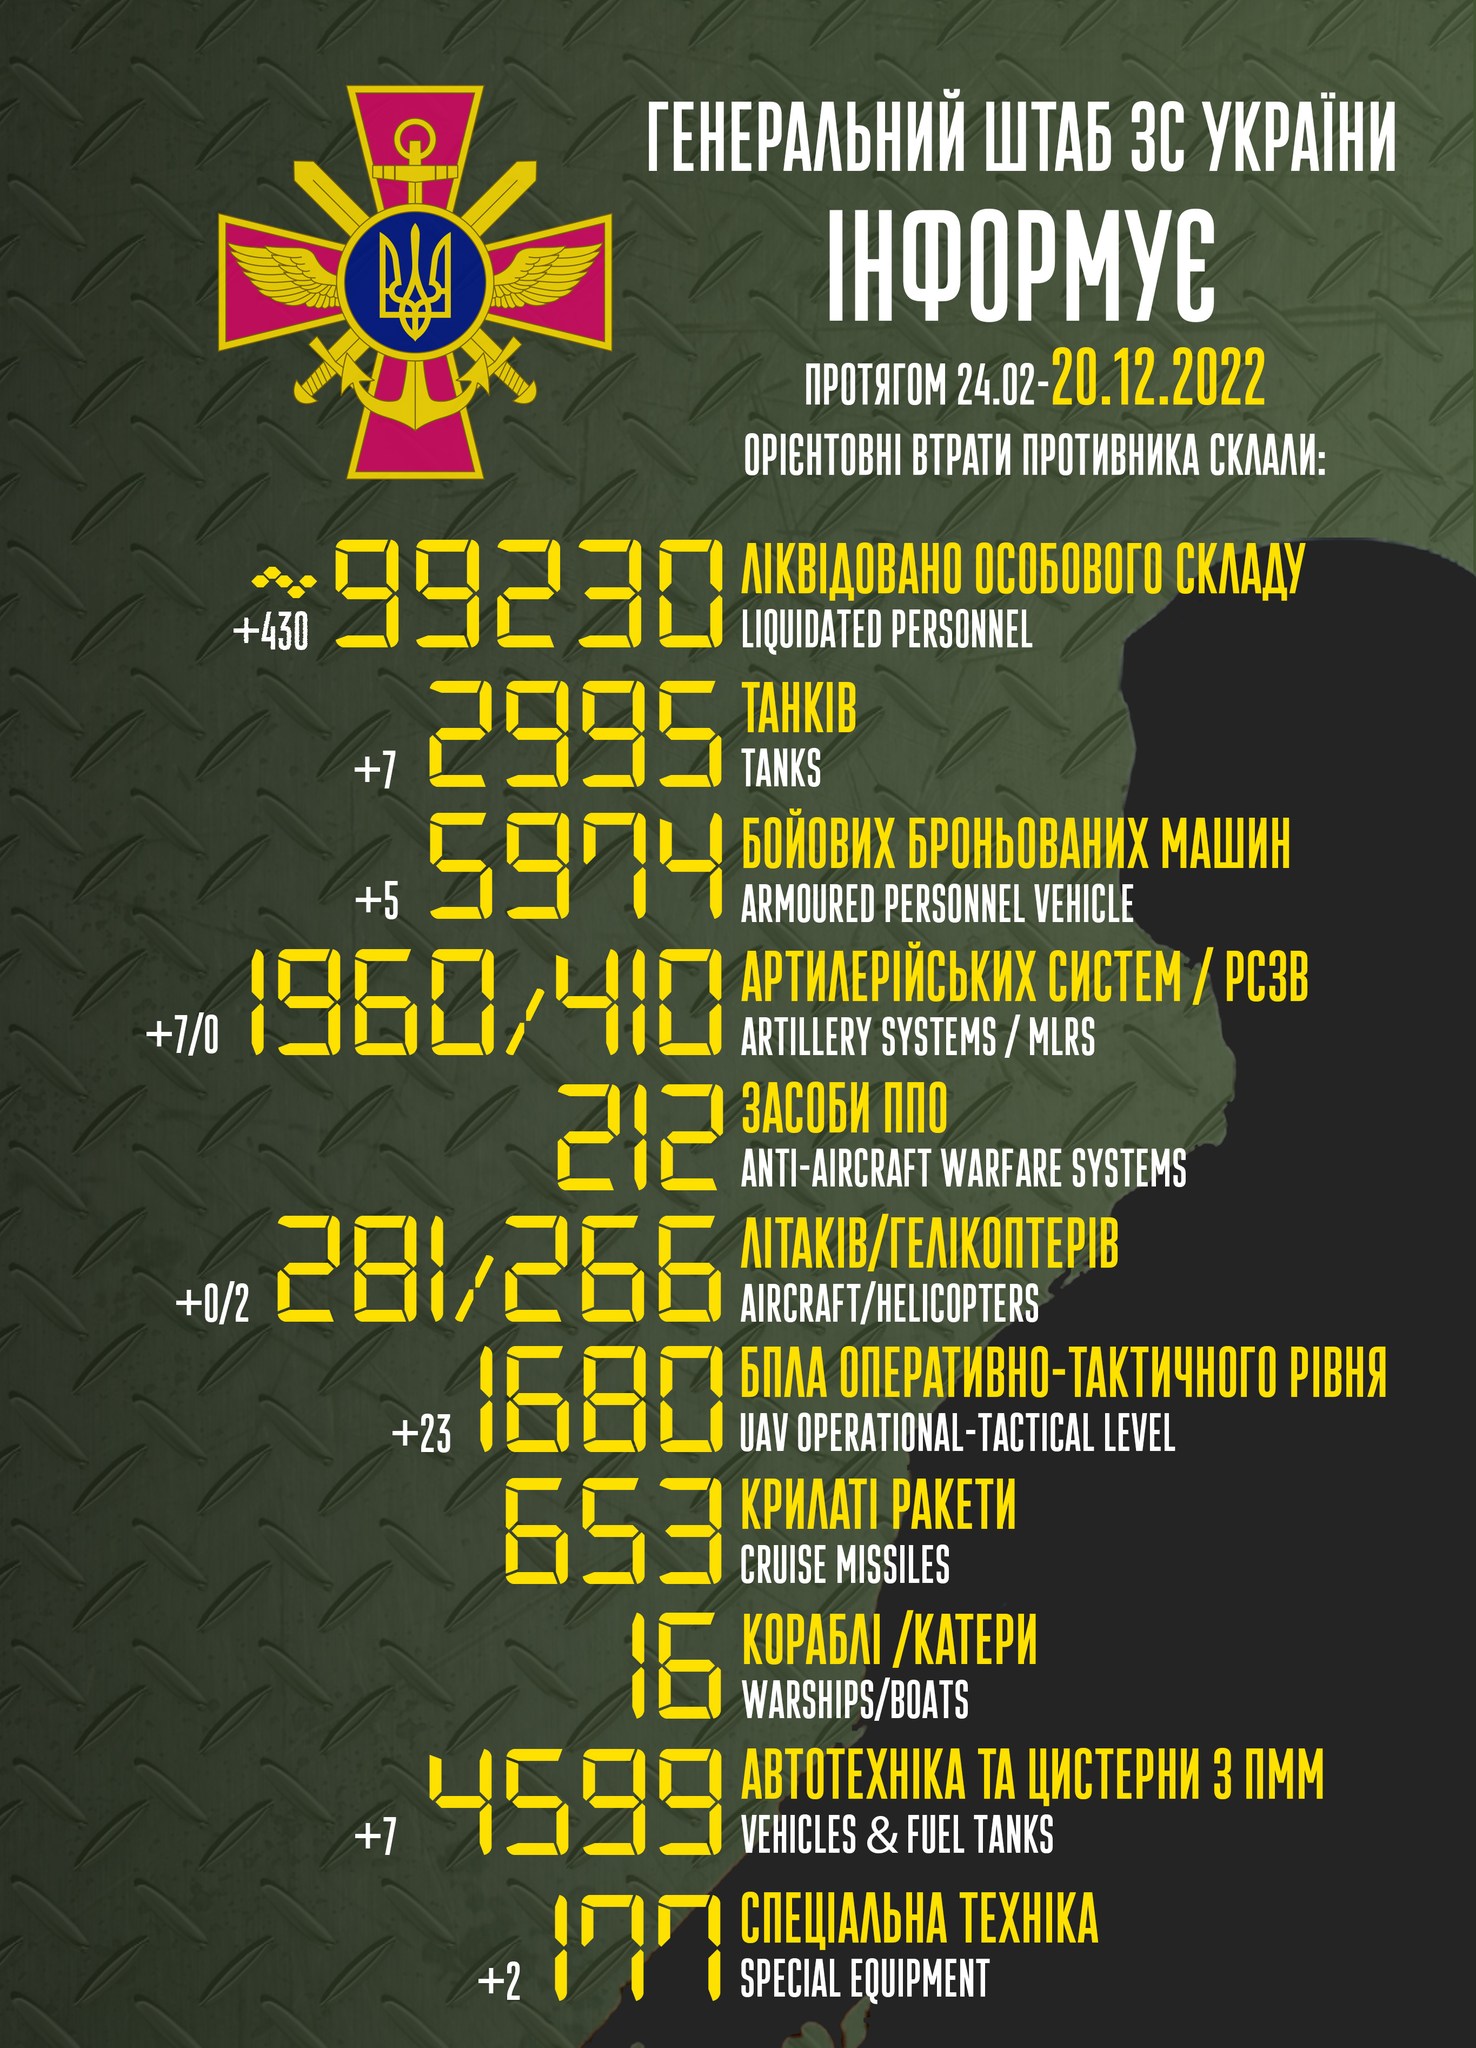 ГЕНЕРАЛЬНИЙ ШТАБ ЗС УКРАЇНИ
ІНФОРМУЄ
ПРОТЯГОМ 24.02-20.12.2022
ОРІЄНТОВНІ ВТРАТИ ПРОТИВНИКА СКЛАЛИ:
~99230 ЛІКВІДОВАНО ОСОБОВОГО СКЛАДУ
+430 LIQUIDATED PERSONNEL
2995 ТАНКІВ
+7 TANKS
5974 БОЙОВИХ БРОНЬОВАНИХ МАШИН
+5 ARMOURED PERSONNEL VEHICLE
1960/410 АРТИЛЕРІЙСЬКИХ СИСТЕМ / РСЗВ
+7/0 ARTILLERY SYSTEMS / MLRS
212 ЗАСОБИ ППО
ANTI-AIRCRAFT WARFARE SYSTEMS
281/266 ЛІТАКІВ/ГЕЛІКОПТЕРІВ
+0/2 AIRCRAFT/HELICOPTERS
1680 БПЛА ОПЕРАТИВНО-ТАКТИЧНОГО РІВНЯ
+23 UAV OPERATIONAL-TACTICAL LEVEL
653 КРИЛАТІ РАКЕТИ
CRUISE MISSILES
16 КОРАБЛІ /КАТЕРИ
WARSHIPS/BOATS
4599 АВТОТЕХНІКА ТА ЦИСТЕРНИ З ПММ
+7 VEHICLES & FUEL TANKS
177 СПЕЦІАЛЬНА ТЕХНІКА
+2 SPECIAL EQUIPMENT